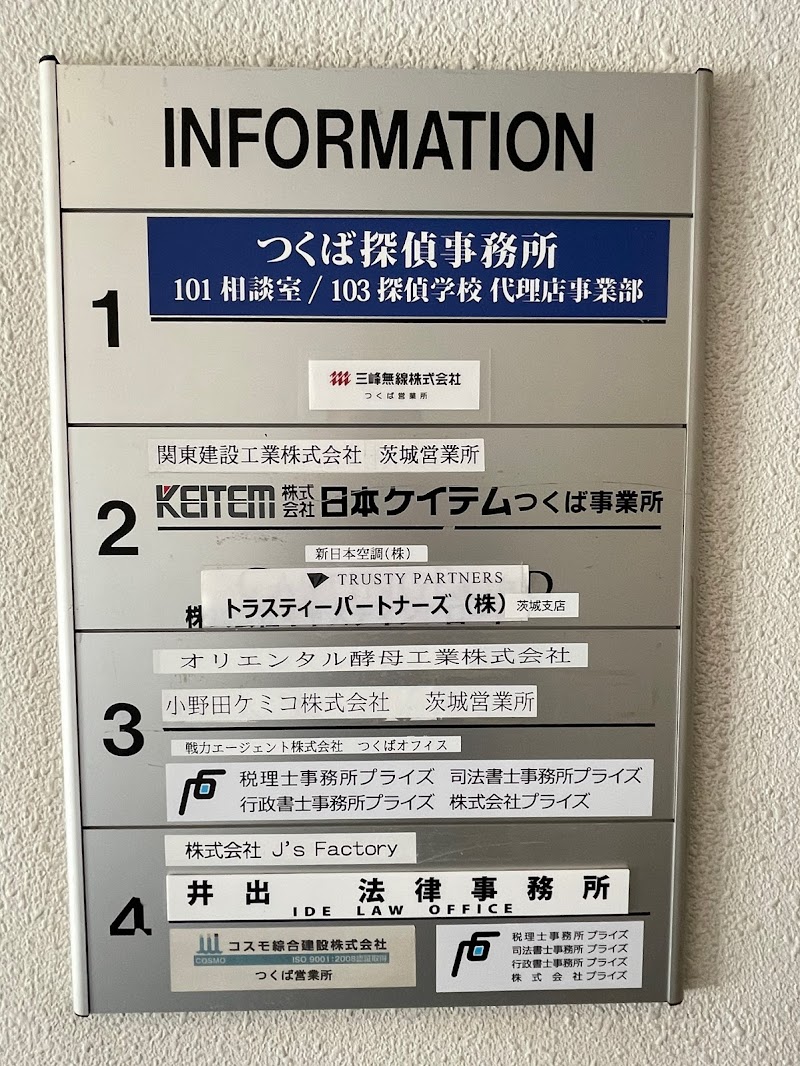 INFORMATION
1
つくば探偵事務所
101 相談室 / 103 探偵学校 代理店事業部
三峰無線株式会社
つくば営業所
2
関東建設工業株式会社 茨城営業所
KEITEM 株式会社 日本ケイテムつくば事業所
新日本空調(株)
TRUSTY PARTNERS
トラスティーパートナーズ(株) 茨城支店
3
オリエンタル酵母工業株式会社
小野田ケミコ株式会社 茨城営業所
戦力エージェント株式会社 つくばオフィス
税理士事務所プライズ 司法書士事務所プライズ
行政書士事務所プライズ 株式会社プライズ
4
株式会社 J's Factory
井出 法律事務所
IDE LAW OFFICE
コスモ綜合建設株式会社
COSMO ISO 9001:2008認証取得
つくば営業所
税理士事務所プライズ
司法書士事務所プライズ
行政書士事務所プライズ
株式会社プライズ